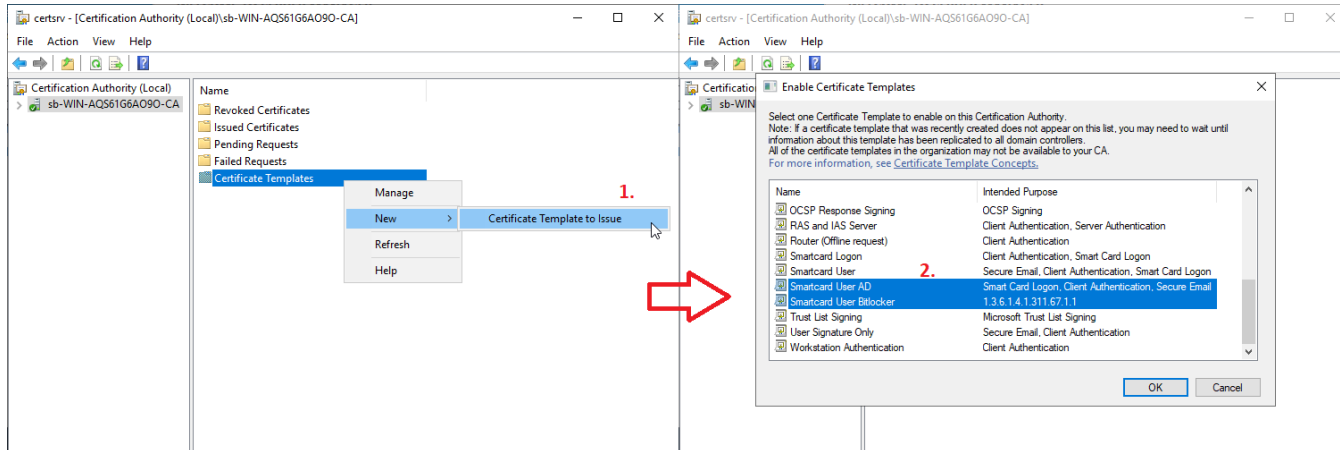 certsrv - [Certification Authority (Local)\sb-WIN-AQS61G6AO9O-CA]
File Action View Help
Certification Authority (Local)
sb-WIN-AQS61G6AO9O-CA
Name
Revoked Certificates
Issued Certificates
Pending Requests
Failed Requests
Certificate Templates
Manage
New
Refresh
Help
1.
Certificate Template to Issue
certsrv - [Certification Authority (Local)\sb-WIN-AQS61G6AO9O-CA]
File Action View Help
Certificatio
sb-WIN
Enable Certificate Templates
Select one Certificate Template to enable on this Certification Authority.
Note: If a certificate template that was recently created does not appear on this list, you may need to wait until
information about this template has been replicated to all domain controllers.
All of the certificate templates in the organization may not be available to your CA.
For more information, see Certificate Template Concepts.
Name Intended Purpose
OCSP Response Signing OCSP Signing
RAS and IAS Server Client Authentication, Server Authentication
Router (Offline request) Client Authentication
Smartcard Logon Client Authentication, Smart Card Logon
Smartcard User 2. Secure Email, Client Authentication, Smart Card Logon
Smartcard User AD Smart Card Logon, Client Authentication, Secure Email
Smartcard User Bitlocker 1.3.6.1.4.1.311.67.1.1
Trust List Signing Microsoft Trust List Signing
User Signature Only Secure Email, Client Authentication
Workstation Authentication Client Authentication
OK Cancel